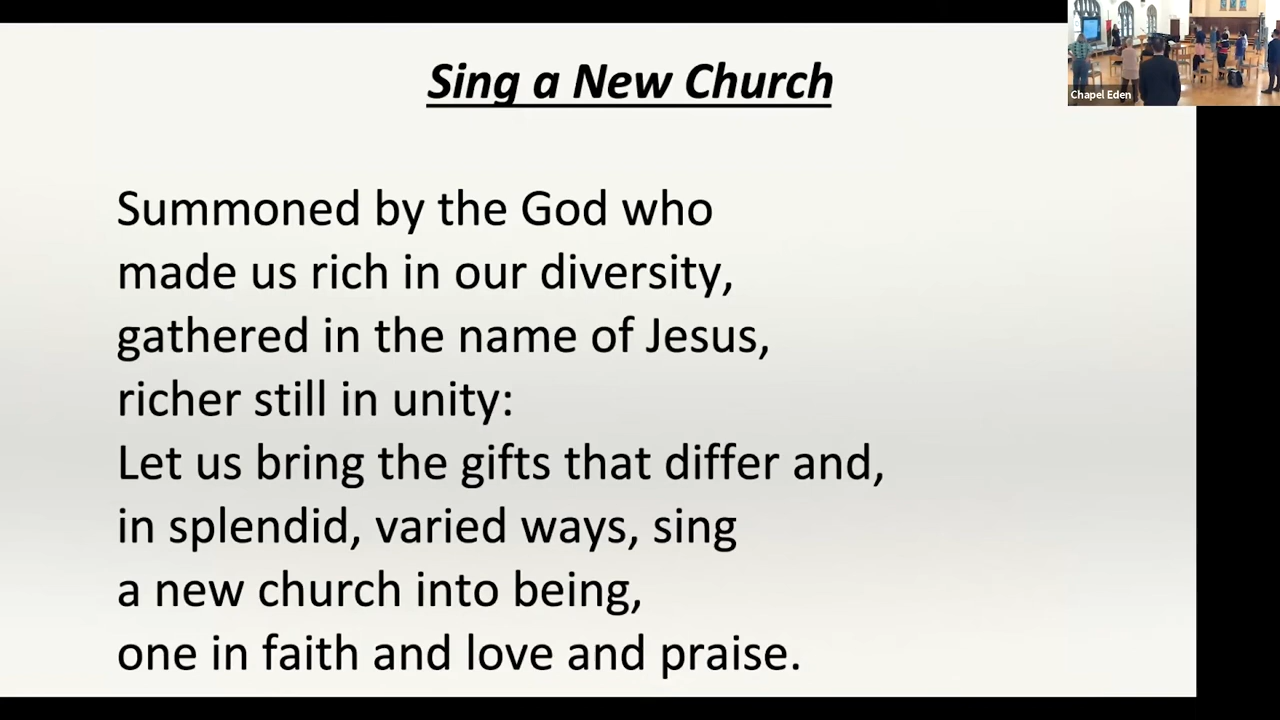 Sing a New Church
Chapel Eden
Summoned by the God who
made us rich in our diversity,
gathered in the name of Jesus,
richer still in unity:
Let us bring the gifts that differ and,
in splendid, varied ways, sing
a new church into being,
one in faith and love and praise.